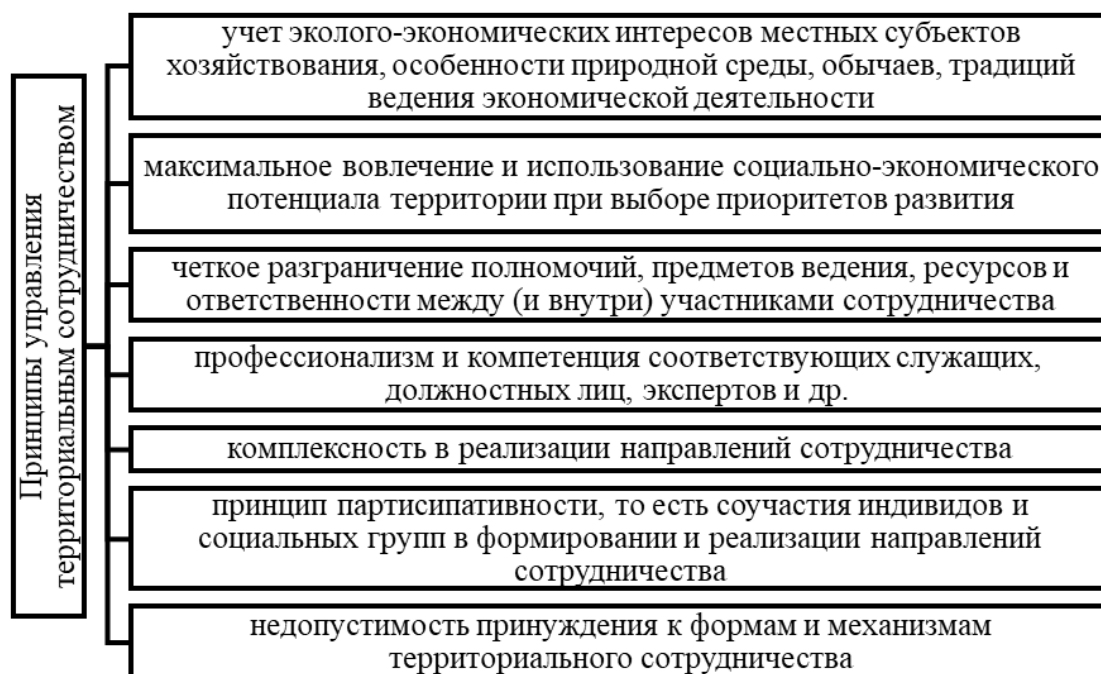 Принципы управления
территориальным сотрудничеством
учет эколого-экономических интересов местных субъектов
хозяйствования, особенности природной среды, обычаев, традиций
ведения экономической деятельности
максимальное вовлечение и использование социально-экономического
потенциала территории при выборе приоритетов развития
четкое разграничение полномочий, предметов ведения, ресурсов и
ответственности между (и внутри) участниками сотрудничества
профессионализм и компетенция соответствующих служащих,
должностных лиц, экспертов и др.
комплексность в реализации направлений сотрудничества
принцип партисипативности, то есть соучастия индивидов и
социальных групп в формировании и реализации направлений
сотрудничества
недопустимость принуждения к формам и механизмам
территориального сотрудничества